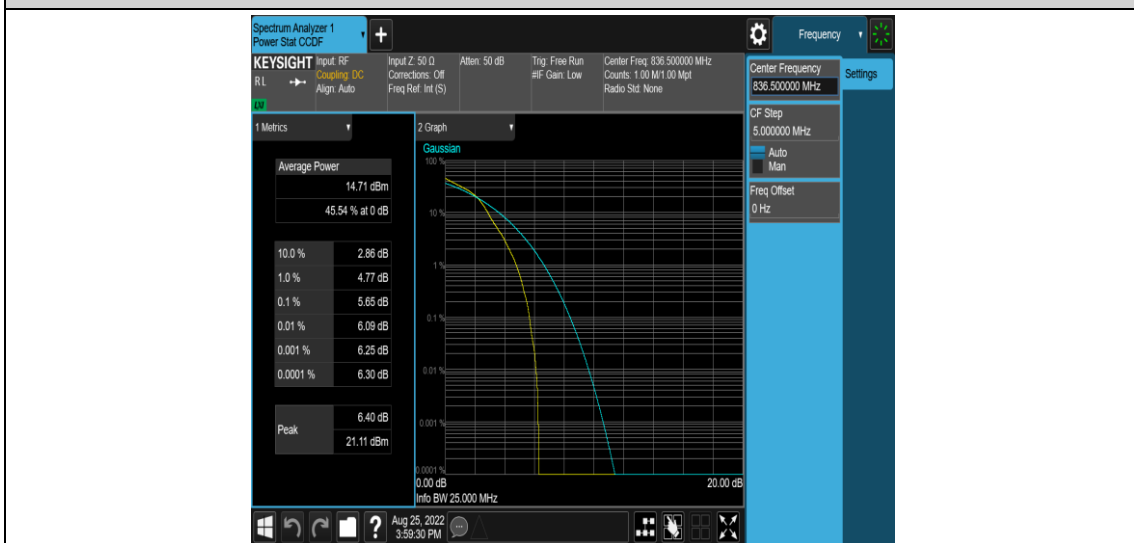 Spectrum Analyzer 1
Power Stat CCDF
+
Frequency
KEYSIGHT
RL
LNI
Input: RF
Coupling: DC
Align: Auto
Input Z: 50 Ω
Corrections: Off
Freq Ref: Int (S)
Atten: 50 dB
Trig: Free Run
#IF Gain: Low
Center Freq: 836.500000 MHz
Counts: 1.00 M/1.00 Mpt
Radio Std: None
Center Frequency
836.500000 MHz
Settings
CF Step
5.000000 MHz
Auto
Man
Freq Offset
0 Hz
1 Metrics
Average Power
14.71 dBm
45.54 % at 0 dB
10.0 % 2.86 dB
1.0 % 4.77 dB
0.1 % 5.65 dB
0.01 % 6.09 dB
0.001 % 6.25 dB
0.0001 % 6.30 dB
Peak
6.40 dB
21.11 dBm
2 Graph
Gaussian
100 %
10 %
1 %
0.1 %
0.01 %
0.001 %
0.0001 %
0.00 dB 20.00 dB
Info BW 25.000 MHz
?
Aug 25, 2022
3:59:30 PM